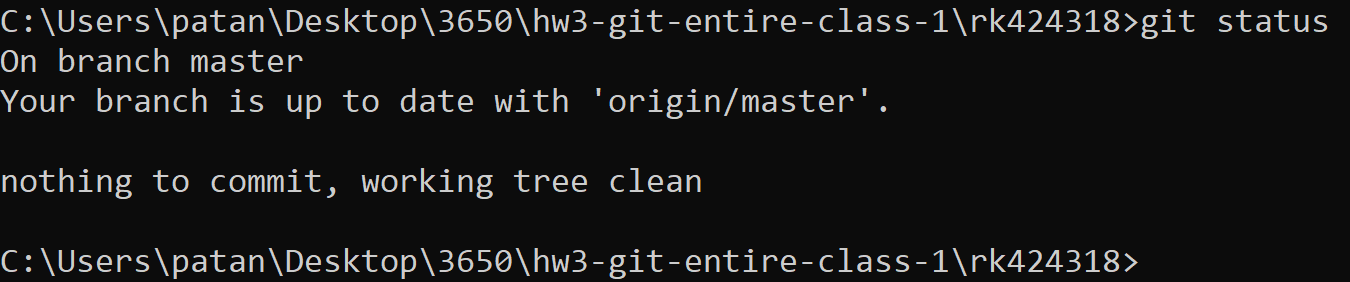 C:\Users\patan\Desktop\3650\hw3-git-entire-class-1\rk424318>git status
On branch master
Your branch is up to date with 'origin/master'.
nothing to commit, working tree clean
C:\Users\patan\Desktop\3650\hw3-git-entire-class-1\rk424318>